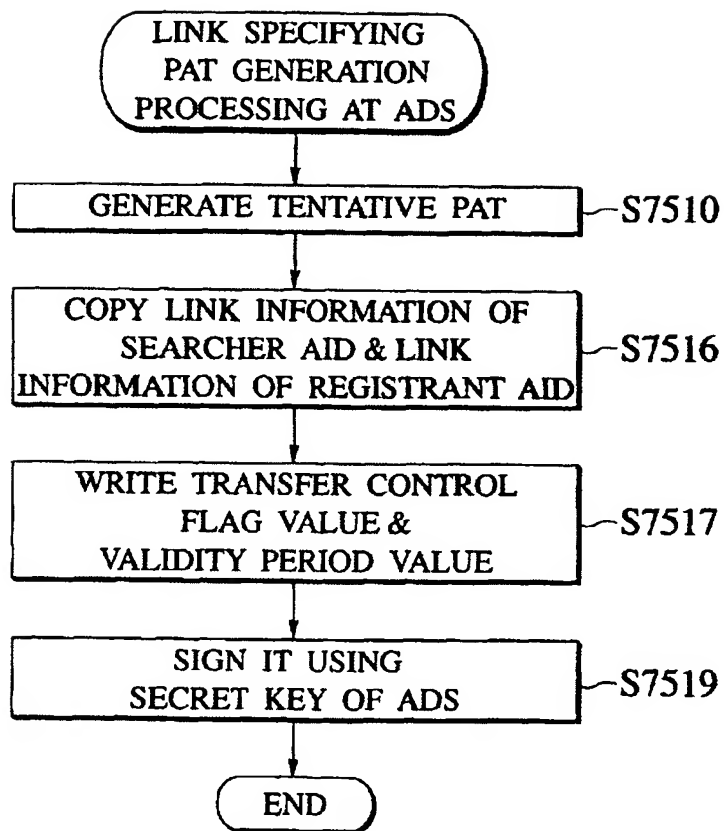 LINK SPECIFYING
PAT GENERATION
PROCESSING AT ADS
GENERATE TENTATIVE PAT
S7510
COPY LINK INFORMATION OF
SEARCHER AID & LINK
INFORMATION OF REGISTRANT AID
S7516
WRITE TRANSFER CONTROL
FLAG VALUE &
VALIDITY PERIOD VALUE
S7517
SIGN IT USING
SECRET KEY OF ADS
S7519
END